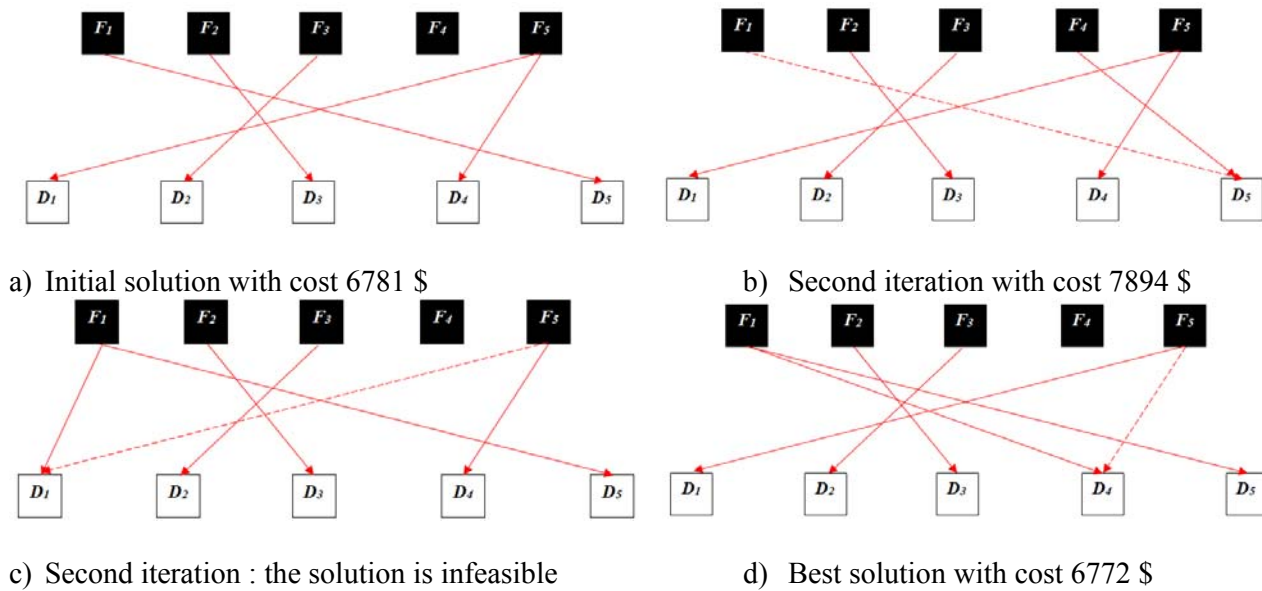 F1 F2 F3 F4 F5
D1 D2 D3 D4 D5
a) Initial solution with cost 6781 $
F1 F2 F3 F4 F5
D1 D2 D3 D4 D5
b) Second iteration with cost 7894 $
F1 F2 F3 F4 F5
D1 D2 D3 D4 D5
c) Second iteration : the solution is infeasible
F1 F2 F3 F4 F5
D1 D2 D3 D4 D5
d) Best solution with cost 6772 $